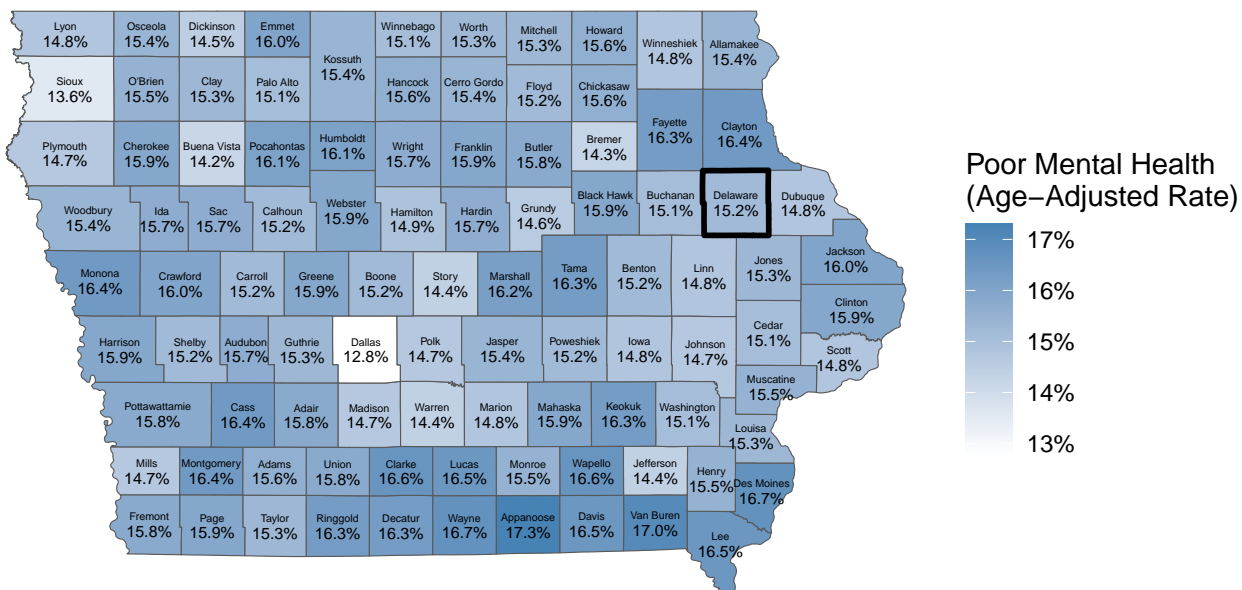 Lyon
14.8%
Osceola
15.4%
Dickinson
14.5%
Emmet
16.0%
Kossuth
15.4%
Winnebago
15.1%
Worth
15.3%
Mitchell
15.3%
Howard
15.6%
Winneshiek
14.8%
Allamakee
15.4%
Sioux
13.6%
O'Brien
15.5%
Clay
15.3%
Palo Alto
15.1%
Hancock
15.6%
Cerro Gordo
15.4%
Floyd
15.2%
Chickasaw
15.6%
Plymouth
14.7%
Cherokee
15.9%
Buena Vista
14.2%
Pocahontas
16.1%
Humboldt
16.1%
Wright
15.7%
Franklin
15.9%
Butler
15.8%
Bremer
14.3%
Fayette
16.3%
Clayton
16.4%
Woodbury
15.4%
Ida
15.7%
Sac
15.7%
Calhoun
15.2%
Webster
15.9%
Hamilton
14.9%
Hardin
15.7%
Grundy
14.6%
Black Hawk
15.9%
Buchanan
15.1%
Delaware
15.2%
Dubuque
14.8%
Monona
16.4%
Crawford
16.0%
Carroll
15.2%
Greene
15.9%
Boone
15.2%
Story
14.4%
Marshall
16.2%
Tama
16.3%
Benton
15.2%
Linn
14.8%
Jones
15.3%
Jackson
16.0%
Clinton
15.9%
Harrison
15.9%
Shelby
15.2%
Audubon
15.7%
Guthrie
15.3%
Dallas
12.8%
Polk
14.7%
Jasper
15.4%
Poweshiek
15.2%
Iowa
14.8%
Johnson
14.7%
Cedar
15.1%
Scott
14.8%
Muscatine
15.5%
Pottawattamie
15.8%
Cass
16.4%
Adair
15.8%
Madison
14.7%
Warren
14.4%
Marion
14.8%
Mahaska
15.9%
Keokuk
16.3%
Washington
15.1%
Louisa
15.3%
Mills
14.7%
Montgomery
16.4%
Adams
15.6%
Union
15.8%
Clarke
16.6%
Lucas
16.5%
Monroe
15.5%
Wapello
16.6%
Jefferson
14.4%
Henry
15.5%
Des Moines
16.7%
Fremont
15.8%
Page
15.9%
Taylor
15.3%
Ringgold
16.3%
Decatur
16.3%
Wayne
16.7%
Appanoose
17.3%
Davis
16.5%
Van Buren
17.0%
Lee
16.5%
Poor Mental Health
(Age−Adjusted Rate)
17%
16%
15%
14%
13%